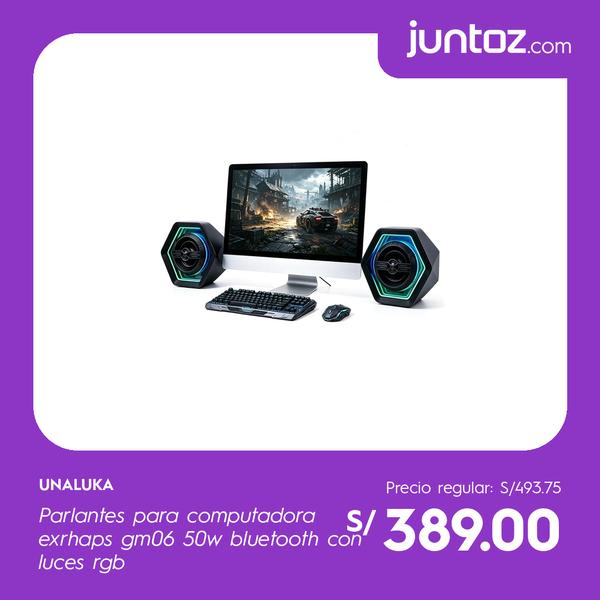 juntoz.com
UNALUKA
Parlantes para computadora
exrhaps gm06 50w bluetooth con
luces rgb
Precio regular: S/493.75
S/ 389.00